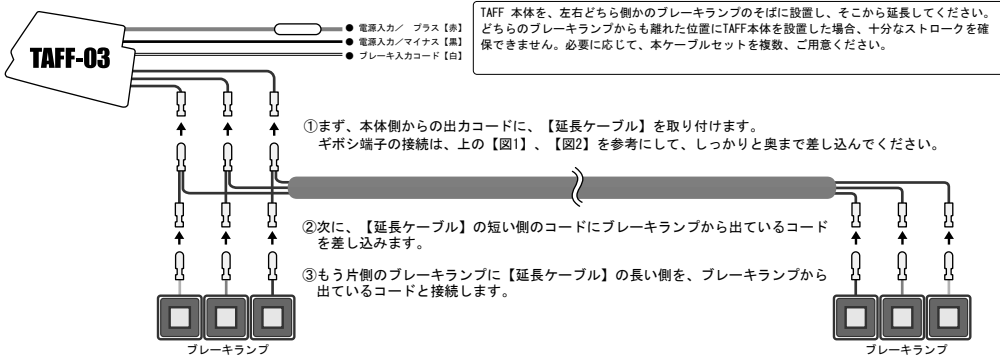 TAFF-03
● 電源入力／ プラス【赤】
● 電源入力／マイナス【黒】
● ブレーキ入力コード【白】
TAFF 本体を、左右どちら側かのブレーキランプのそばに設置し、そこから延長してください。
どちらのブレーキランプからも離れた位置にTAFF本体を設置した場合、十分なストロークを確
保できません。必要に応じて、本ケーブルセットを複数、ご用意ください。
①まず、本体側からの出力コードに、【延長ケーブル】を取り付けます。
ギボシ端子の接続は、上の【図1】、【図2】を参考にして、しっかりと奥まで差し込んでください。
②次に、【延長ケーブル】の短い側のコードにブレーキランプから出ているコード
を差し込みます。
③もう片側のブレーキランプに【延長ケーブル】の長い側を、ブレーキランプから
出ているコードと接続します。
ブレーキランプ
ブレーキランプ